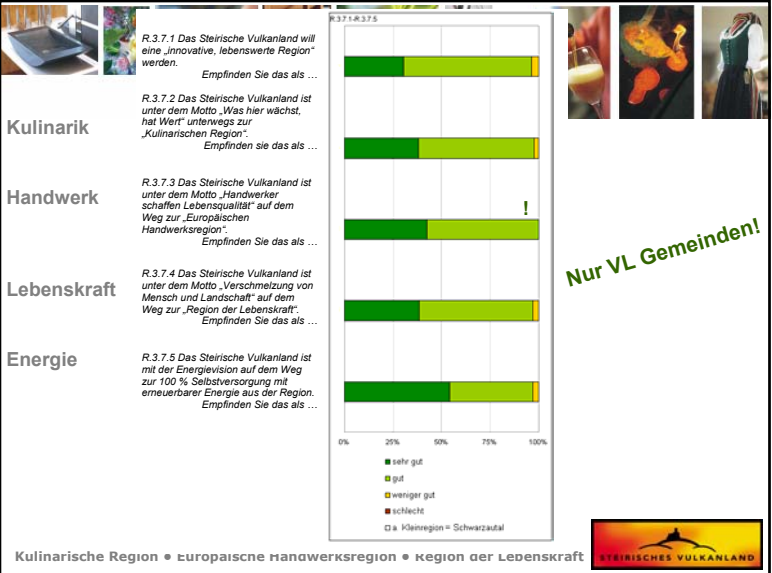 R.3.7.1-R.3.7.5
R.3.7.1 Das Steirische Vulkanland will
eine „innovative, lebenswerte Region“
werden.
Empfinden Sie das als …
Kulinarik
R.3.7.2 Das Steirische Vulkanland ist
unter dem Motto „Was hier wächst,
hat Wert“ unterwegs zur
„Kulinarischen Region“.
Empfinden sie das als …
Handwerk
R.3.7.3 Das Steirische Vulkanland ist
unter dem Motto „Handwerker
schaffen Lebensqualität“ auf dem
Weg zur „Europäischen
Handwerksregion“.
Empfinden Sie das als …
!
Nur VL Gemeinden!
Lebenskraft
R.3.7.4 Das Steirische Vulkanland ist
unter dem Motto „Verschmelzung von
Mensch und Landschaft“ auf dem
Weg zur „Region der Lebenskraft“.
Empfinden Sie das als …
Energie
R.3.7.5 Das Steirische Vulkanland ist
mit der Energievision auf dem Weg
zur 100 % Selbstversorgung mit
erneuerbarer Energie aus der Region.
Empfinden Sie das als …
0% 25% 50% 75% 100%
sehr gut
gut
weniger gut
schlecht
a Kleinregion = Schwarzautal
Kulinarische Region ● Europäische Handwerksregion ● Region der Lebenskraft
STEIRISCHES VULKANLAND